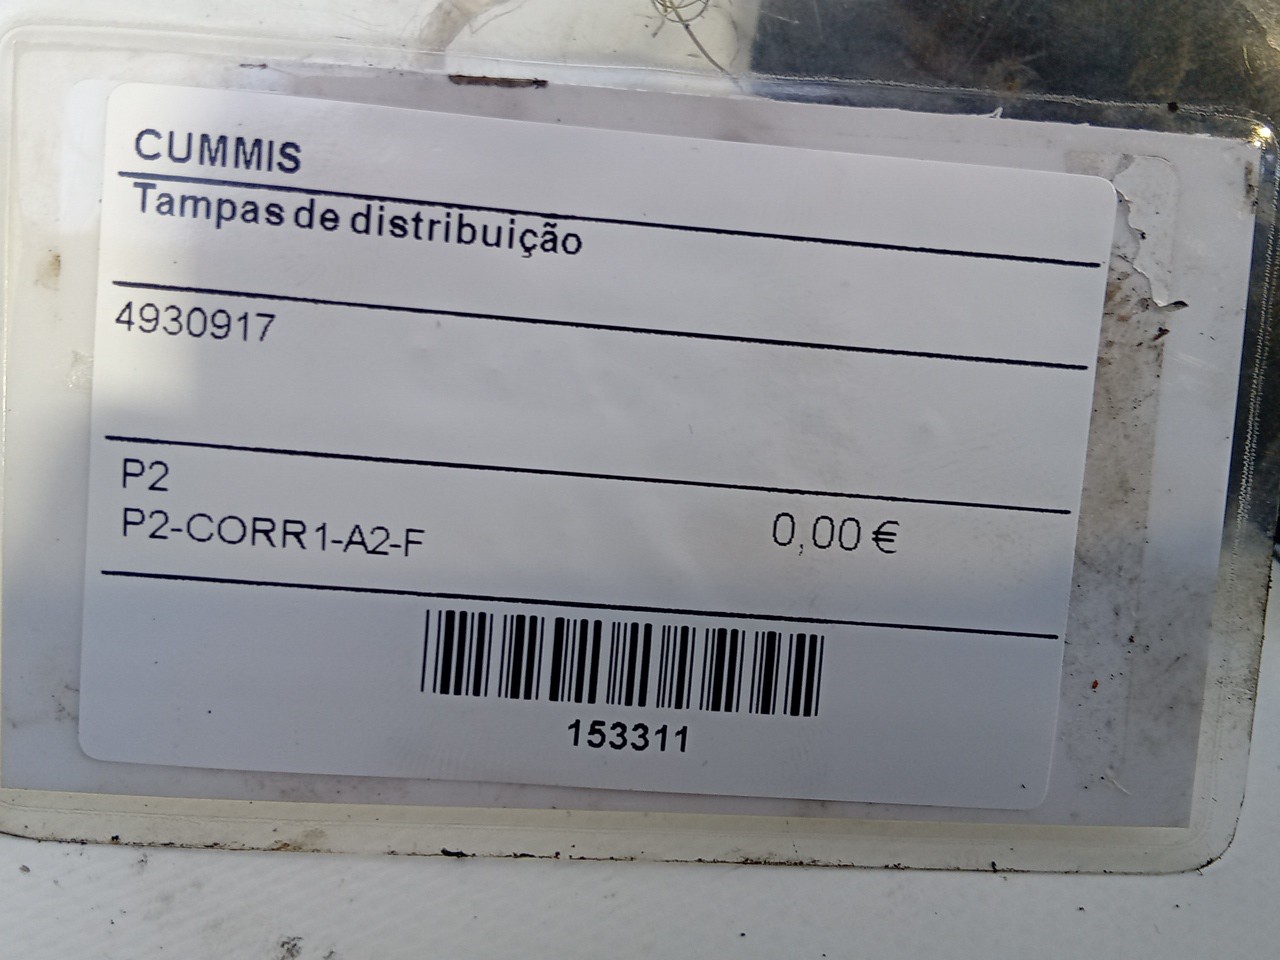 CUMMIS
Tampas de distribuição
4930917
P2
P2-CORR1-A2-F
0,00 €
153311